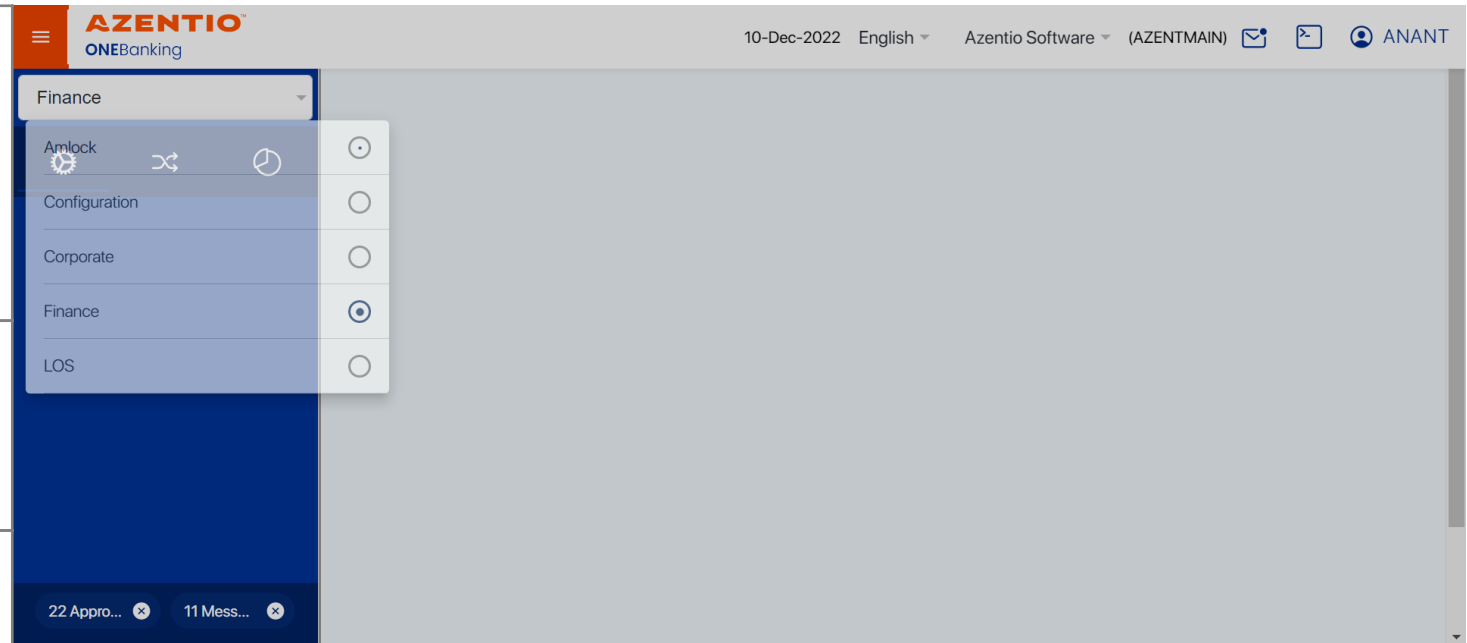 AZENTIO™
ONEBanking
10-Dec-2022 English Azentio Software (AZENTMAIN) ANANT
Finance
Amlock
Configuration
Corporate
Finance
LOS
22 Appro... 11 Mess...